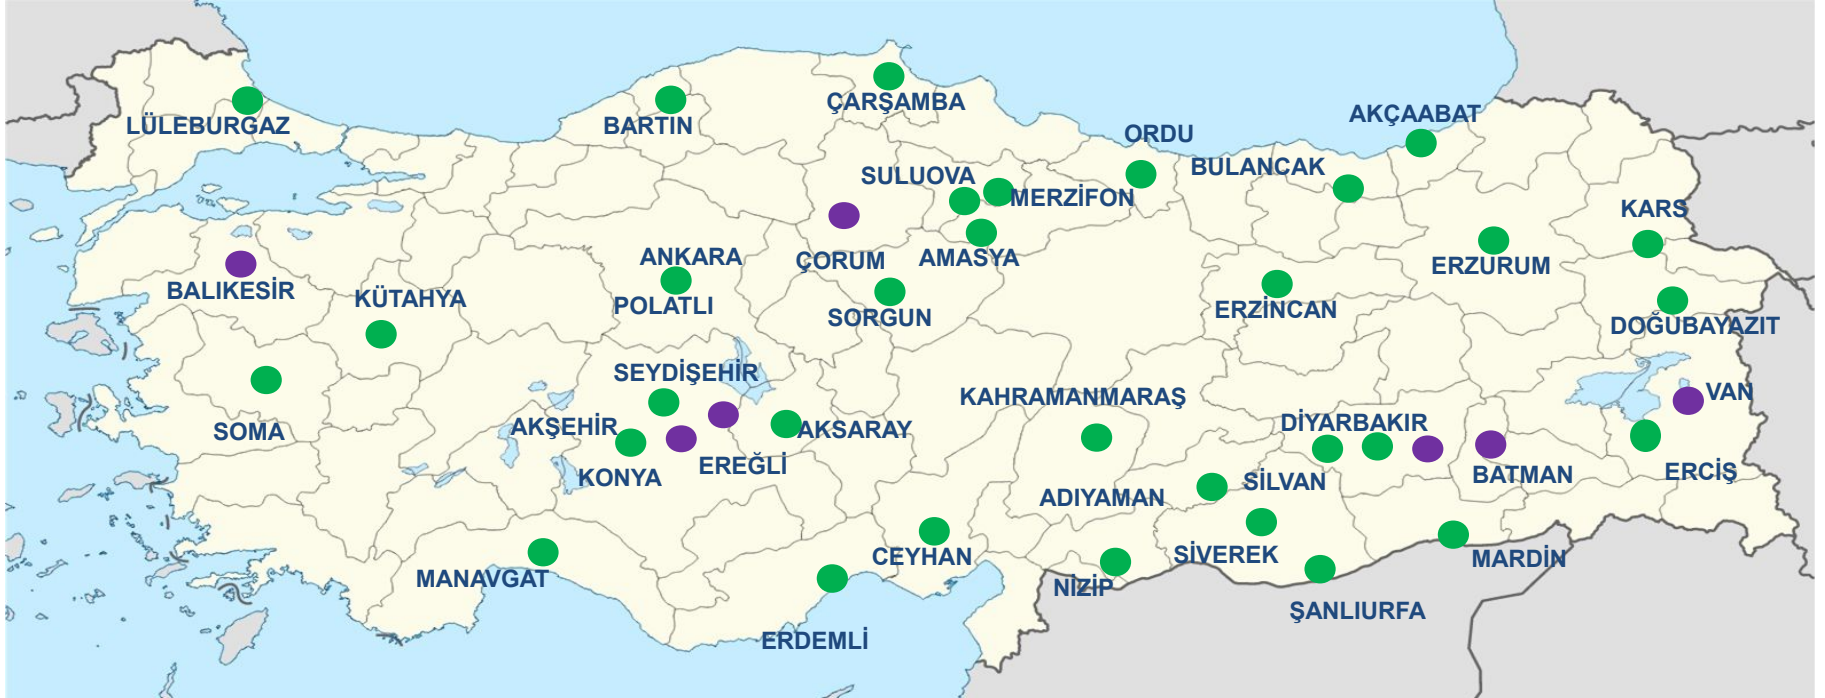 ÇARŞAMBA
LÜLEBURGAZ
BARTIN
AKÇAABAT
ORDU
SULUOVA
BULANCAK
MERZİFON
KARS
ANKARA
ÇORUM
AMASYA
ERZURUM
BALIKESİR
KÜTAHYA
POLATLI
SORGUN
ERZİNCAN
DOĞUBAYAZIT
SEYDİŞEHİR
KAHRAMANMARAŞ
VAN
SOMA
AKŞEHİR
AKSARAY
DİYARBAKIR
KONYA
EREĞLİ
SİLVAN
BATMAN
ERCİŞ
ADIYAMAN
CEYHAN
SİVEREK
MARDİN
MANAVGAT
NİZİP
ŞANLIURFA
ERDEMLİ